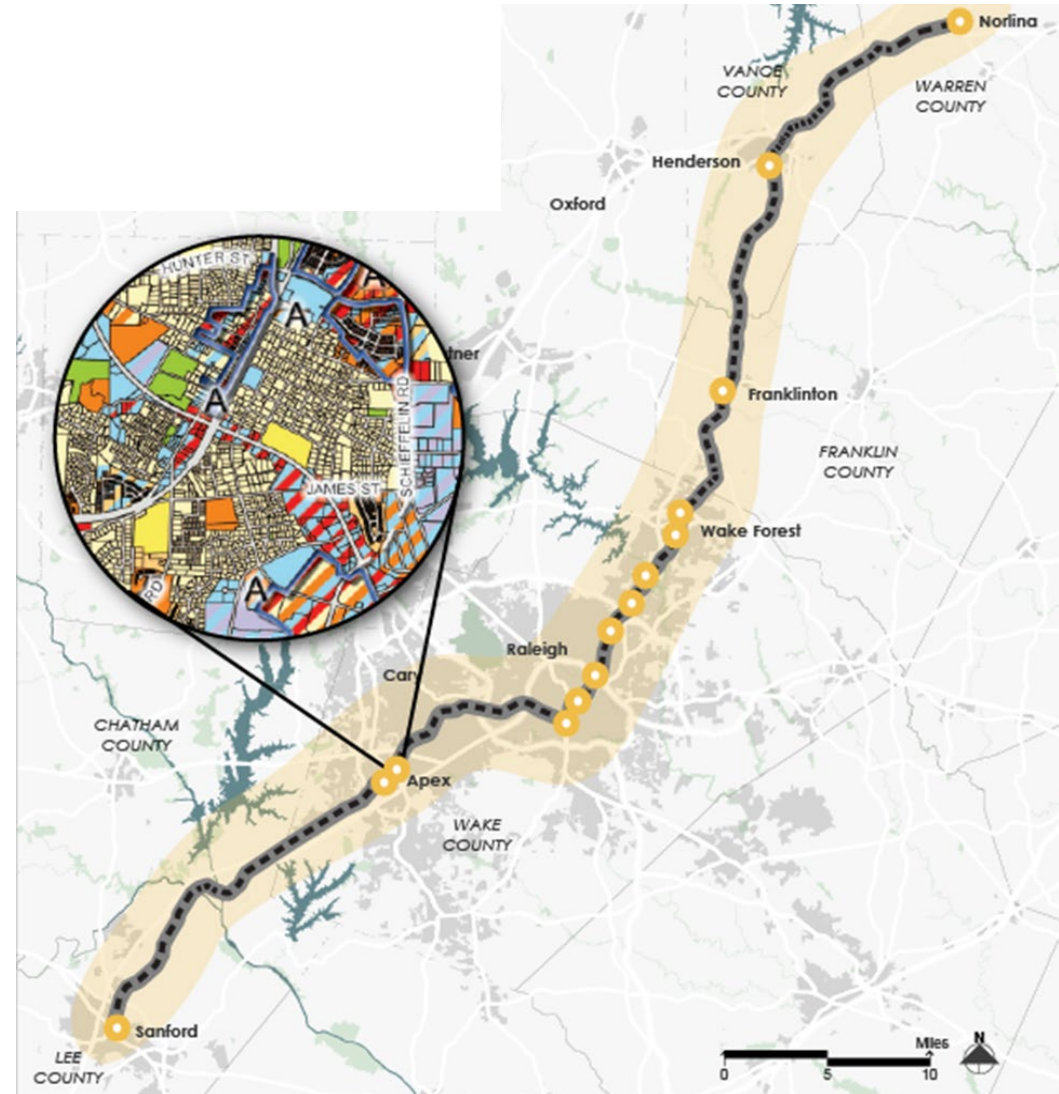 Norlina
VANCE
COUNTY
WARREN
COUNTY
Henderson
Oxford
HUNTER ST
A
A
tner
A
SCHIEFFELIN RD
Franklinton
FRANKLIN
COUNTY
JAMES ST
Wake Forest
A
RD
Raleigh
Cary
CHATHAM
COUNTY
Apex
WAKE
COUNTY
Sanford
LEE
COUNTY
Miles
N
0
5
10